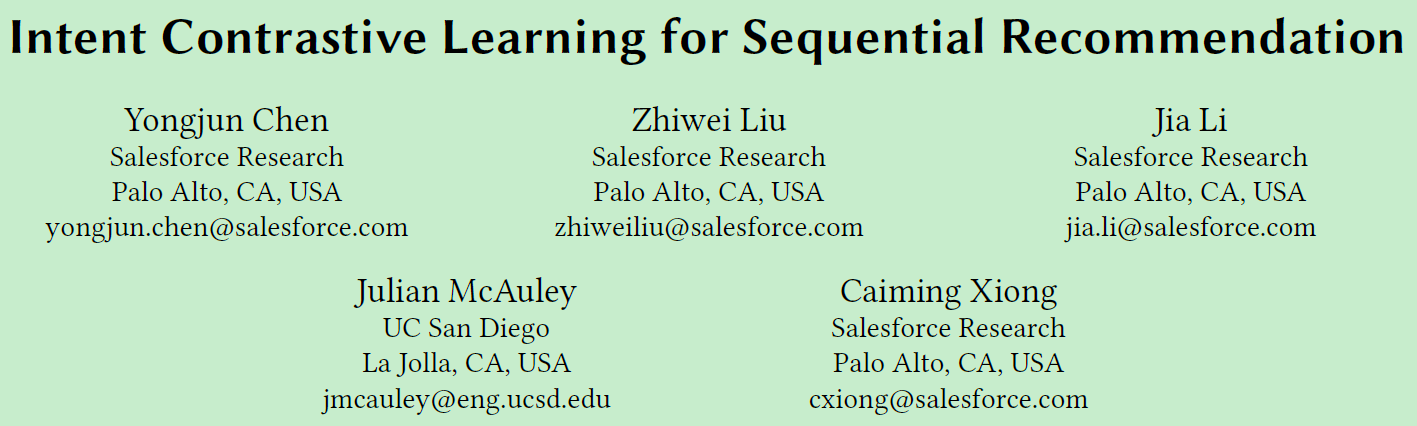 Intent Contrastive Learning for Sequential Recommendation
Yongjun Chen
Salesforce Research
Palo Alto, CA, USA
yongjun.chen@salesforce.com
Zhiwei Liu
Salesforce Research
Palo Alto, CA, USA
zhiweiliu@salesforce.com
Jia Li
Salesforce Research
Palo Alto, CA, USA
jia.li@salesforce.com
Julian McAuley
UC San Diego
La Jolla, CA, USA
jmcauley@eng.ucsd.edu
Caiming Xiong
Salesforce Research
Palo Alto, CA, USA
cxiong@salesforce.com